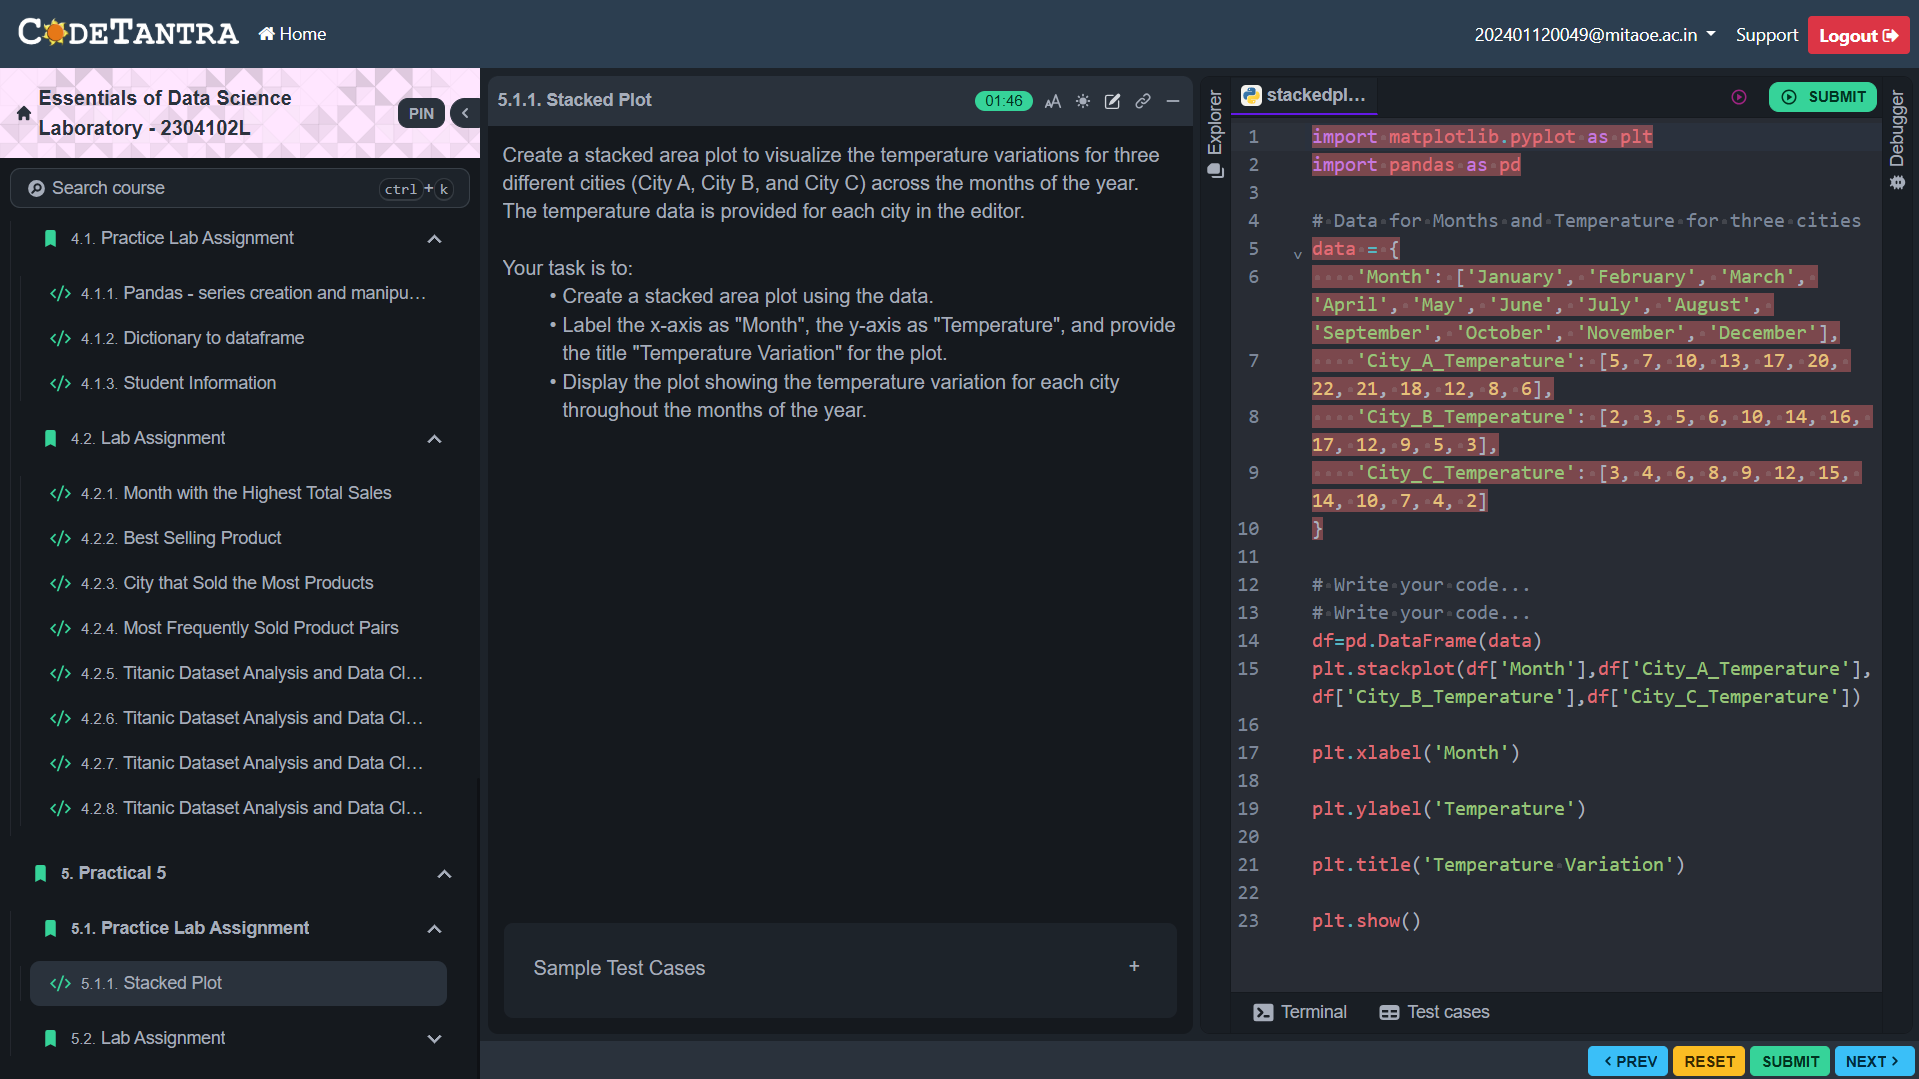 CODETANTRA
Home
202401120049@mitaoe.ac.in
Support
Logout
Essentials of Data Science
Laboratory - 2304102L
PIN
Search course
ctrl + k
4.1. Practice Lab Assignment
4.1.1. Pandas - series creation and manipu...
4.1.2. Dictionary to dataframe
4.1.3. Student Information
4.2. Lab Assignment
4.2.1. Month with the Highest Total Sales
4.2.2. Best Selling Product
4.2.3. City that Sold the Most Products
4.2.4. Most Frequently Sold Product Pairs
4.2.5. Titanic Dataset Analysis and Data Cl...
4.2.6. Titanic Dataset Analysis and Data Cl...
4.2.7. Titanic Dataset Analysis and Data Cl...
4.2.8. Titanic Dataset Analysis and Data Cl...
5. Practical 5
5.1. Practice Lab Assignment
5.1.1. Stacked Plot
5.2. Lab Assignment
5.1.1. Stacked Plot
01:46
AA
Create a stacked area plot to visualize the temperature variations for three
different cities (City A, City B, and City C) across the months of the year.
The temperature data is provided for each city in the editor.
Your task is to:
• Create a stacked area plot using the data.
• Label the x-axis as "Month", the y-axis as "Temperature", and provide
the title "Temperature Variation" for the plot.
• Display the plot showing the temperature variation for each city
throughout the months of the year.
Sample Test Cases
+
Explorer
stackedpl...
SUBMIT
Debugger
1 import matplotlib.pyplot as plt
2 import pandas as pd
3
4 # Data for Months and Temperature for three cities
5 data = {
6     'Month': ['January', 'February', 'March',
'April', 'May', 'June', 'July', 'August',
'September', 'October', 'November', 'December'],
7     'City_A_Temperature': [5, 7, 10, 13, 17, 20,
22, 21, 18, 12, 8, 6],
8     'City_B_Temperature': [2, 3, 5, 6, 10, 14, 16,
17, 12, 9, 5, 3],
9     'City_C_Temperature': [3, 4, 6, 8, 9, 12, 15,
14, 10, 7, 4, 2]
10 }
11
12 # Write your code...
13 # Write your code...
14 df=pd.DataFrame(data)
15 plt.stackplot(df['Month'],df['City_A_Temperature'],
df['City_B_Temperature'],df['City_C_Temperature'])
16
17 plt.xlabel('Month')
18
19 plt.ylabel('Temperature')
20
21 plt.title('Temperature Variation')
22
23 plt.show()
Terminal
Test cases
< PREV
RESET
SUBMIT
NEXT >